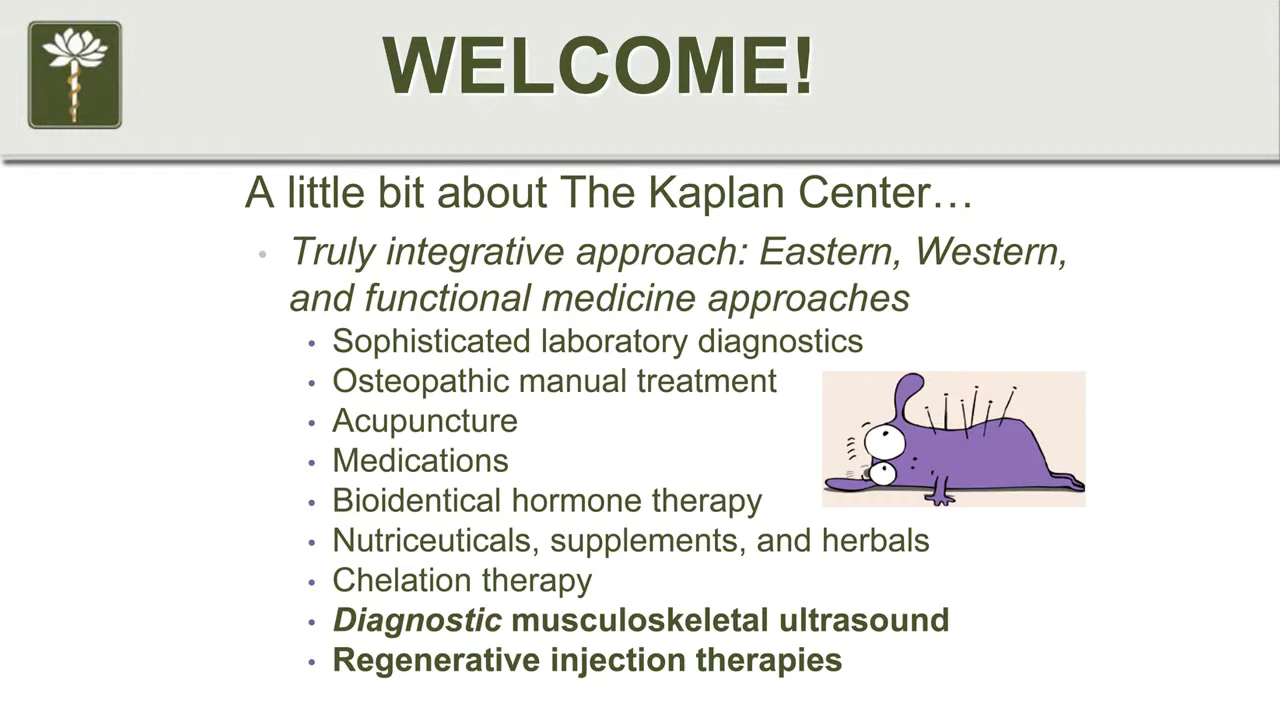 WELCOME!
A little bit about The Kaplan Center…
• Truly integrative approach: Eastern, Western,
and functional medicine approaches
• Sophisticated laboratory diagnostics
• Osteopathic manual treatment
• Acupuncture
• Medications
• Bioidentical hormone therapy
• Nutriceuticals, supplements, and herbals
• Chelation therapy
• Diagnostic musculoskeletal ultrasound
• Regenerative injection therapies